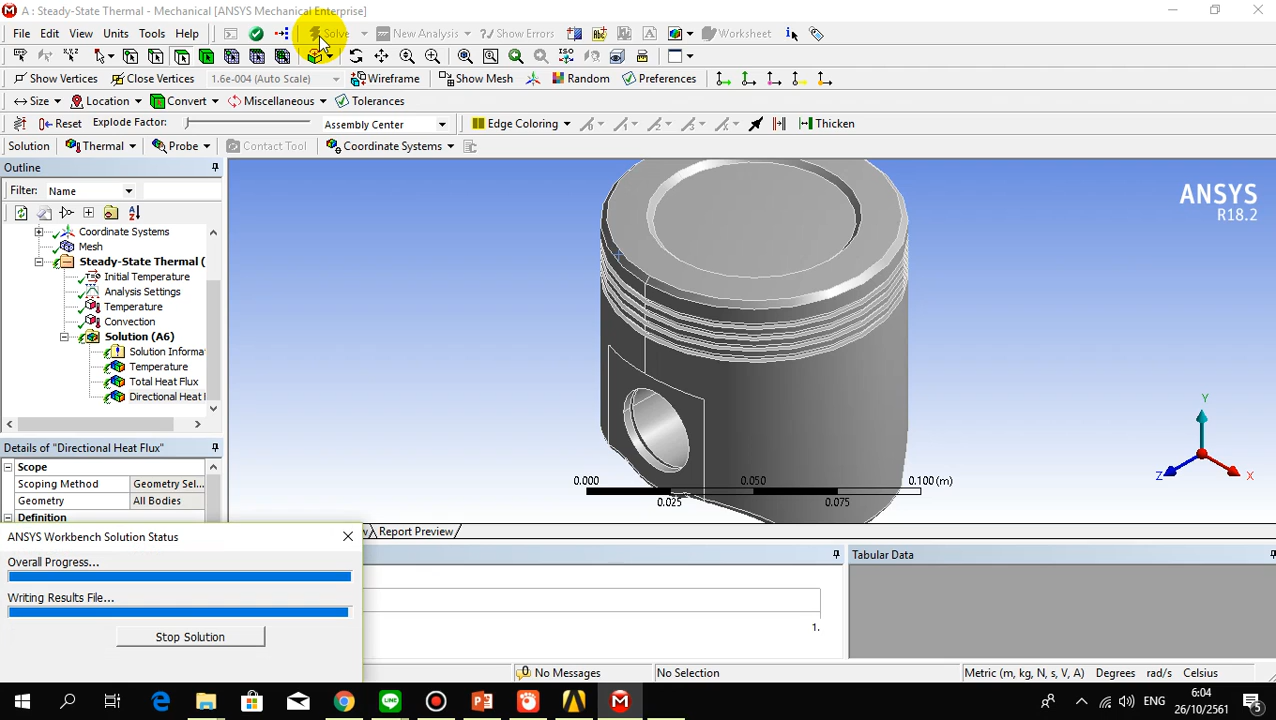 A : Steady-State Thermal - Mechanical [ANSYS Mechanical Enterprise]
File Edit View Units Tools Help Solve New Analysis Show Errors Worksheet
Show Vertices Close Vertices 1.6e-004 (Auto Scale) Wireframe Show Mesh Random Preferences
Size Location Convert Miscellaneous Tolerances
Reset Explode Factor: Assembly Center Edge Coloring Thicken
Solution Thermal Probe Contact Tool Coordinate Systems
Outline
Filter: Name
ANSYS
R18.2
Coordinate Systems
Mesh
Steady-State Thermal (
Initial Temperature
Analysis Settings
Temperature
Convection
Solution (A6)
Solution Informa
Temperature
Total Heat Flux
Directional Heat F
Y
Z
X
Details of "Directional Heat Flux"
Scope
Scoping Method Geometry Sel...
Geometry All Bodies
Definition
0.000 0.050 0.100 (m)
0.025 0.075
Report Preview
ANSYS Workbench Solution Status
Overall Progress...
Writing Results File...
Stop Solution
Tabular Data
1.
0 No Messages No Selection Metric (m, kg, N, s, V, A) Degrees rad/s Celsius
ENG
6:04
26/10/2561
5